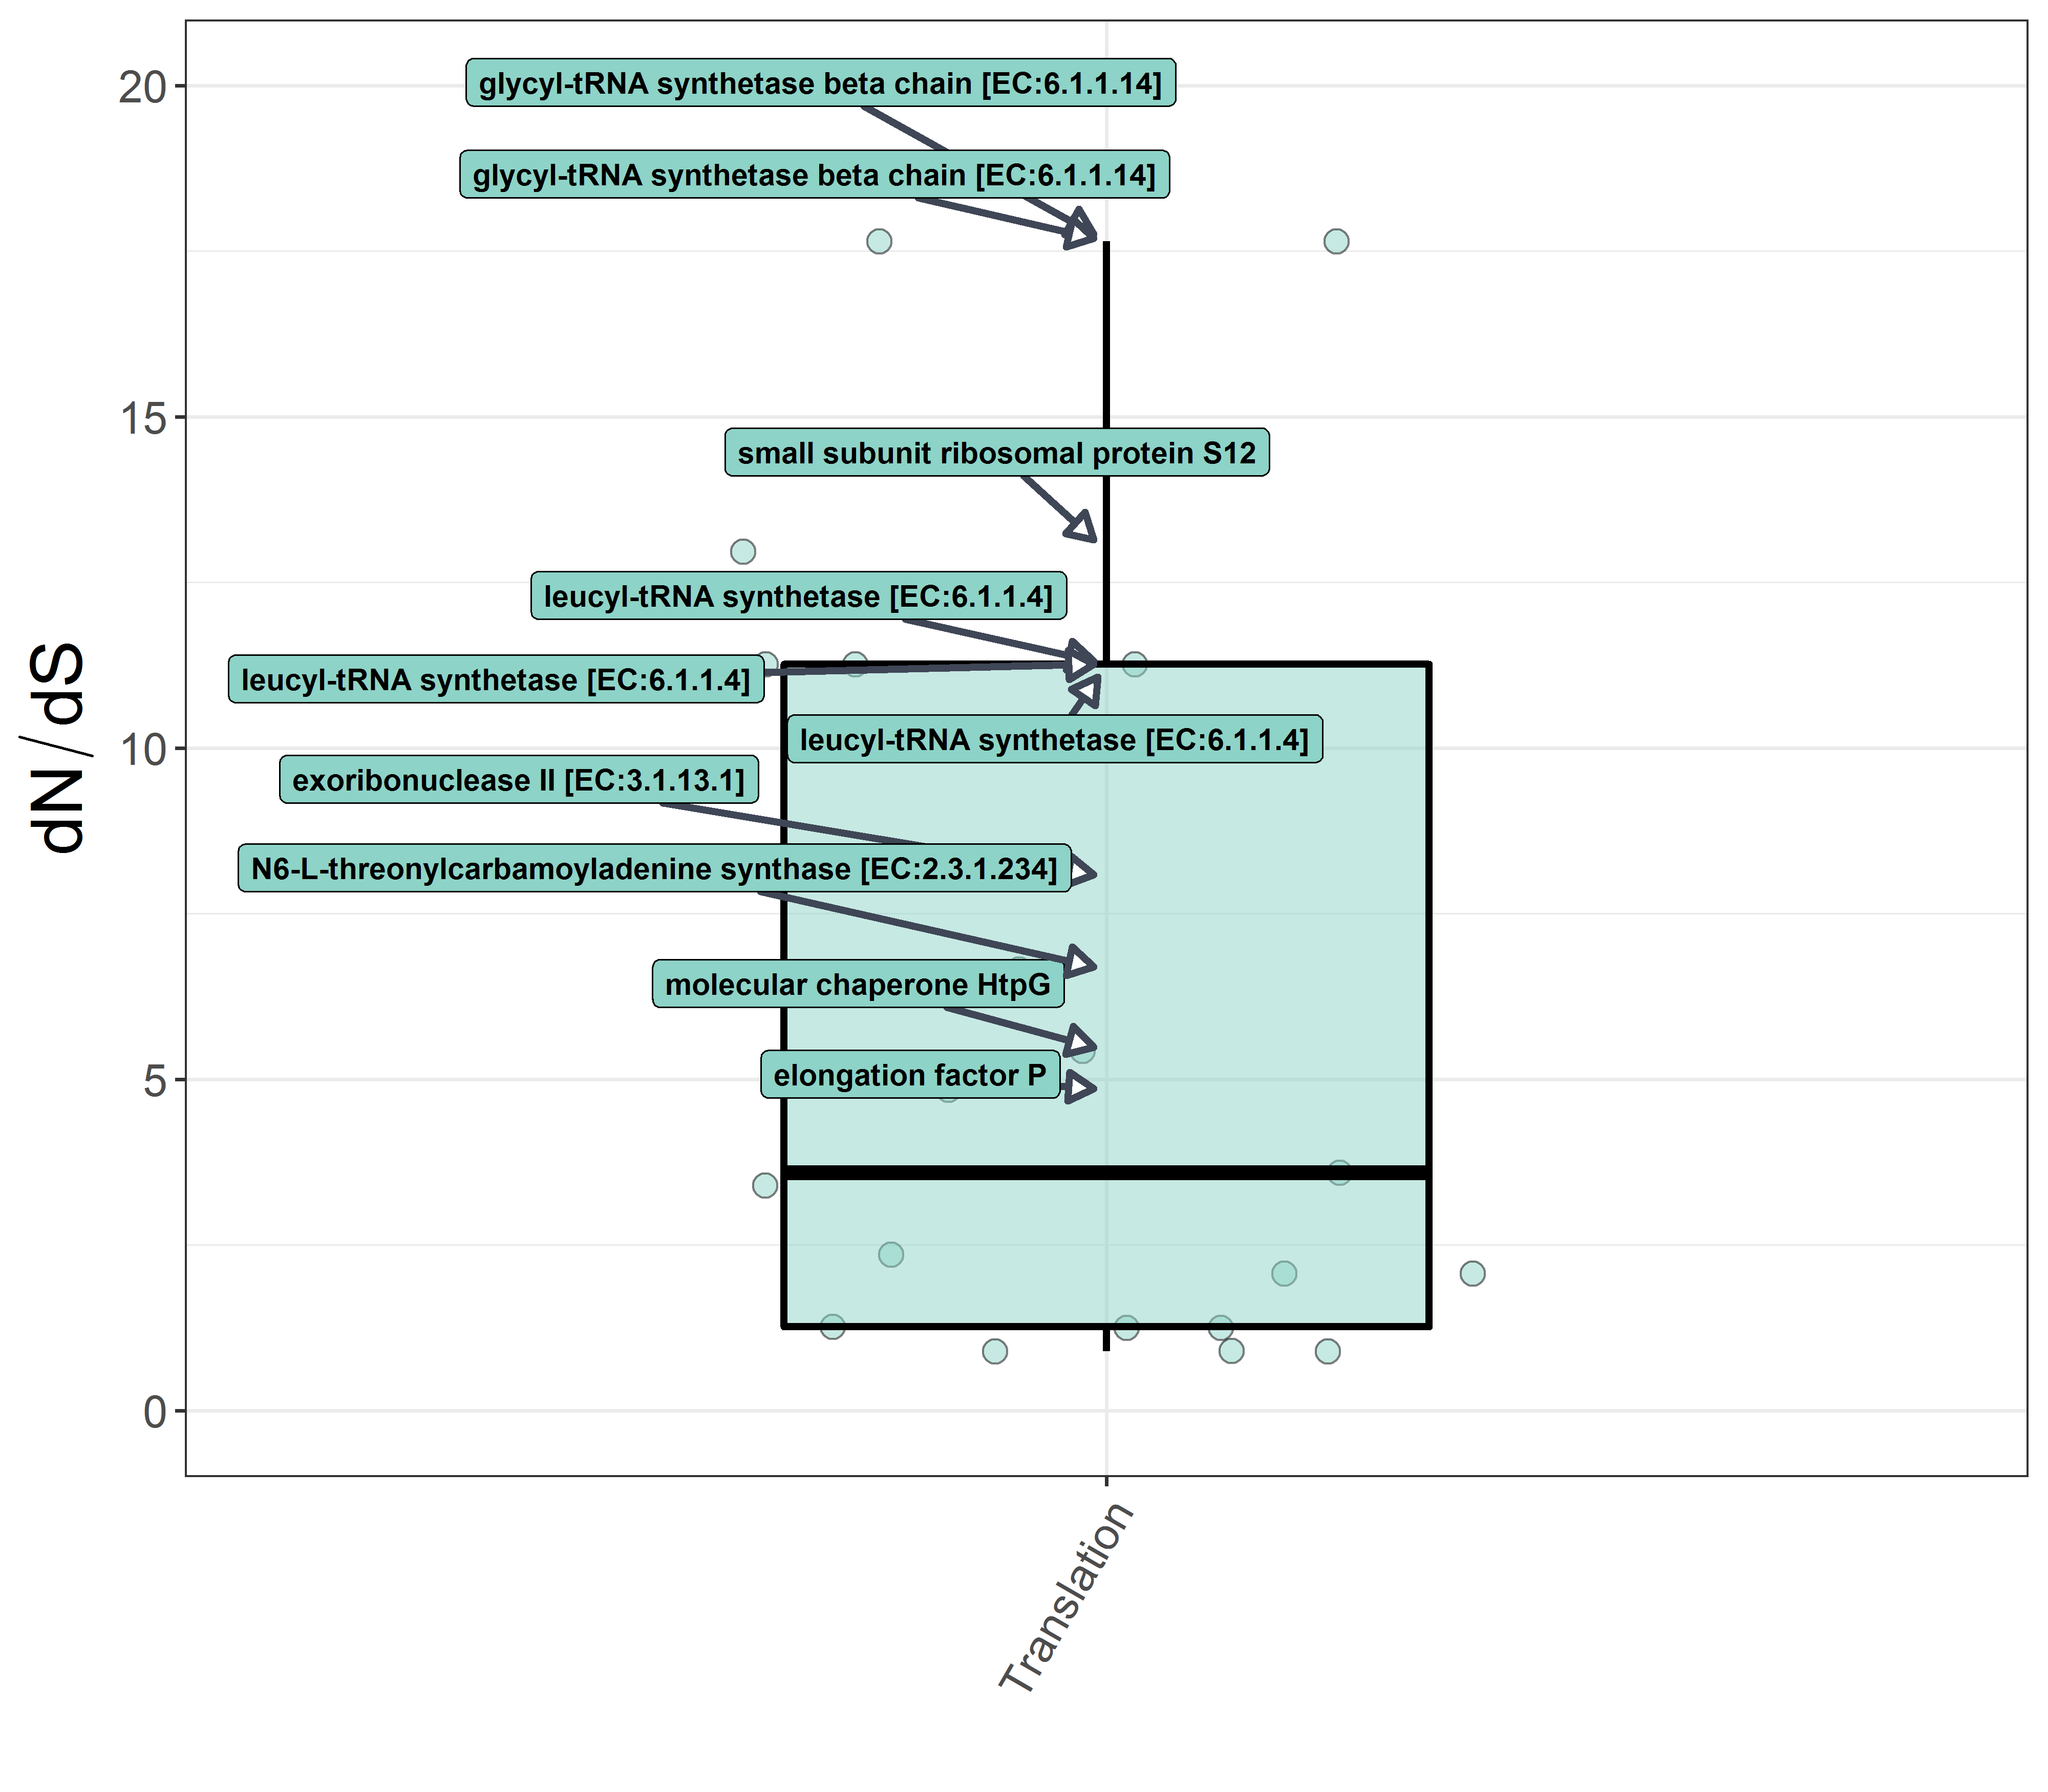 dN / dS
20
15
10
5
0
glycyl-tRNA synthetase beta chain [EC:6.1.1.14]
glycyl-tRNA synthetase beta chain [EC:6.1.1.14]
small subunit ribosomal protein S12
leucyl-tRNA synthetase [EC:6.1.1.4]
leucyl-tRNA synthetase [EC:6.1.1.4]
leucyl-tRNA synthetase [EC:6.1.1.4]
exoribonuclease II [EC:3.1.13.1]
N6-L-threonylcarbamoyladenine synthase [EC:2.3.1.234]
molecular chaperone HtpG
elongation factor P
Translation